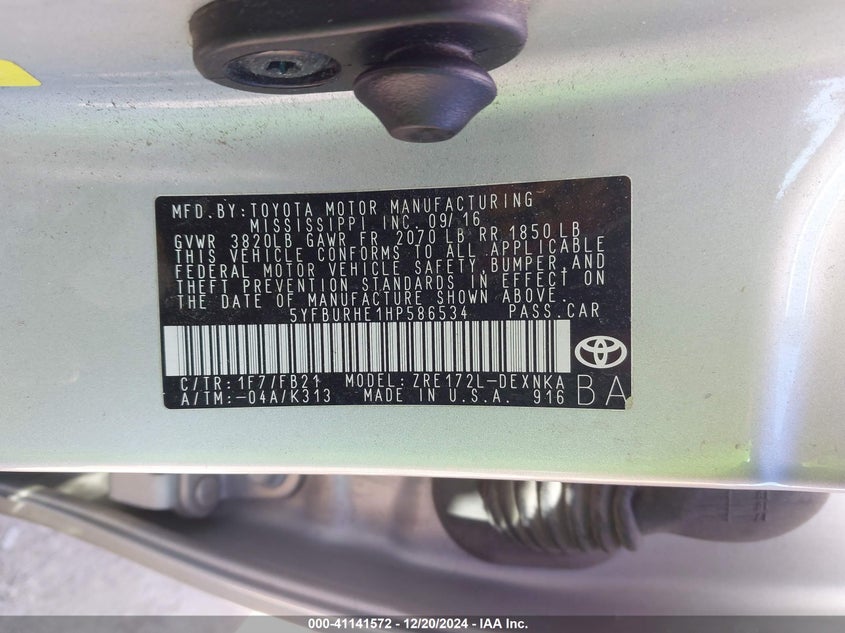 MFD.BY:TOYOTA MOTOR MANUFACTURING
MISSISSIPPI INC.09/16
GVWR 3820LB GAWR FR 2070 LB RR 1850 LB
THIS VEHICLE CONFORMS TO ALL APPLICABLE
FEDERAL MOTOR VEHICLE SAFETY,BUMPER,AND
THEFT PREVENTION STANDARDS IN EFFECT ON
THE DATE OF MANUFACTURE SHOWN ABOVE.
5YFBURHE1HP586534 PASS.CAR
C/TR:1F7/FB21 MODEL:ZRE172L-DEXNKA
A/TM:-04A/K313 MADE IN U.S.A. 916
BA
000-41141572 - 12/20/2024 - IAA Inc.